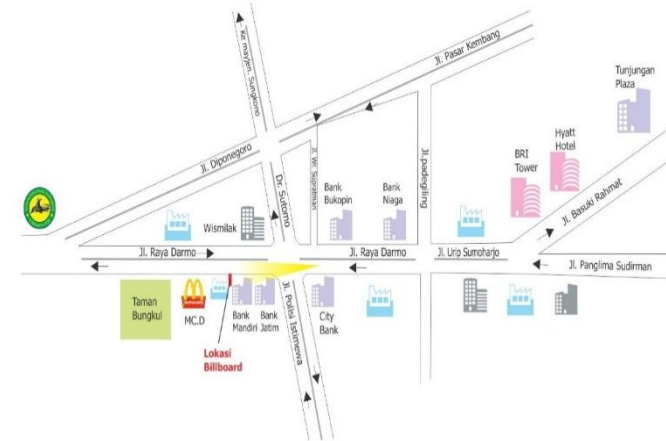 Ke mayjen. Sungkono
Jl. Pasar Kembang
Tunjungan
Plaza
Jl. Diponegoro
Jl. Wr. Supratman
Jl.padegiling
Hyatt
Hotel
BRI
Tower
Dr. Sutomo
Bank
Bukopin
Bank
Niaga
Jl. Basuki Rahmat
Wismilak
Jl. Raya Darmo
Jl. Raya Darmo
Jl. Urip Sumoharjo
Jl. Panglima Sudirman
Taman
Bungkul
MC.D
Bank
Mandiri
Bank
Jatim
Jl. Polisi Istimewa
City
Bank
Lokasi
Billboard